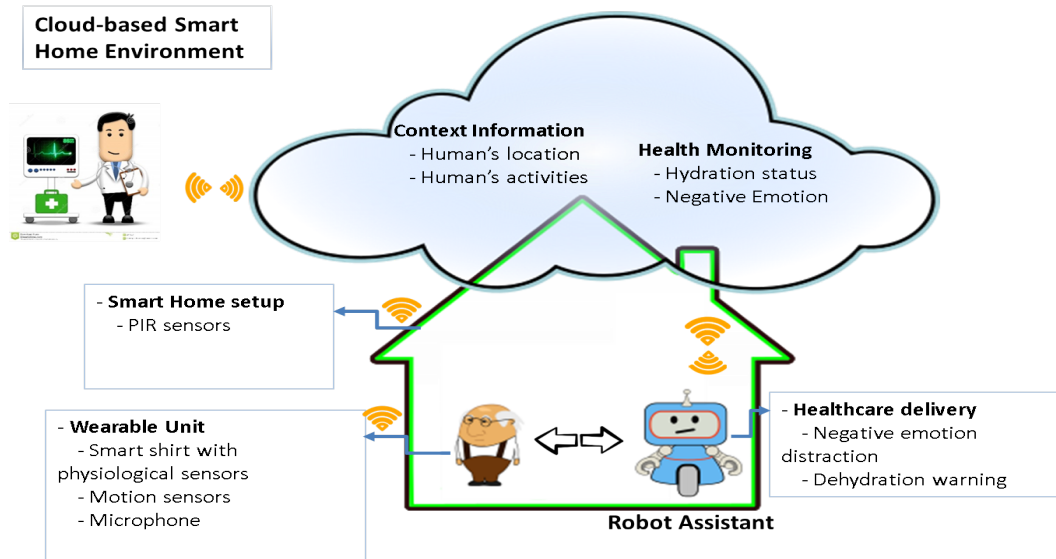 Cloud-based Smart
Home Environment
Context Information
- Human's location
- Human's activities
Health Monitoring
- Hydration status
- Negative Emotion
- Smart Home setup
- PIR sensors
- Wearable Unit
- Smart shirt with
physiological sensors
- Motion sensors
- Microphone
- Healthcare delivery
- Negative emotion
distraction
- Dehydration warning
Robot Assistant